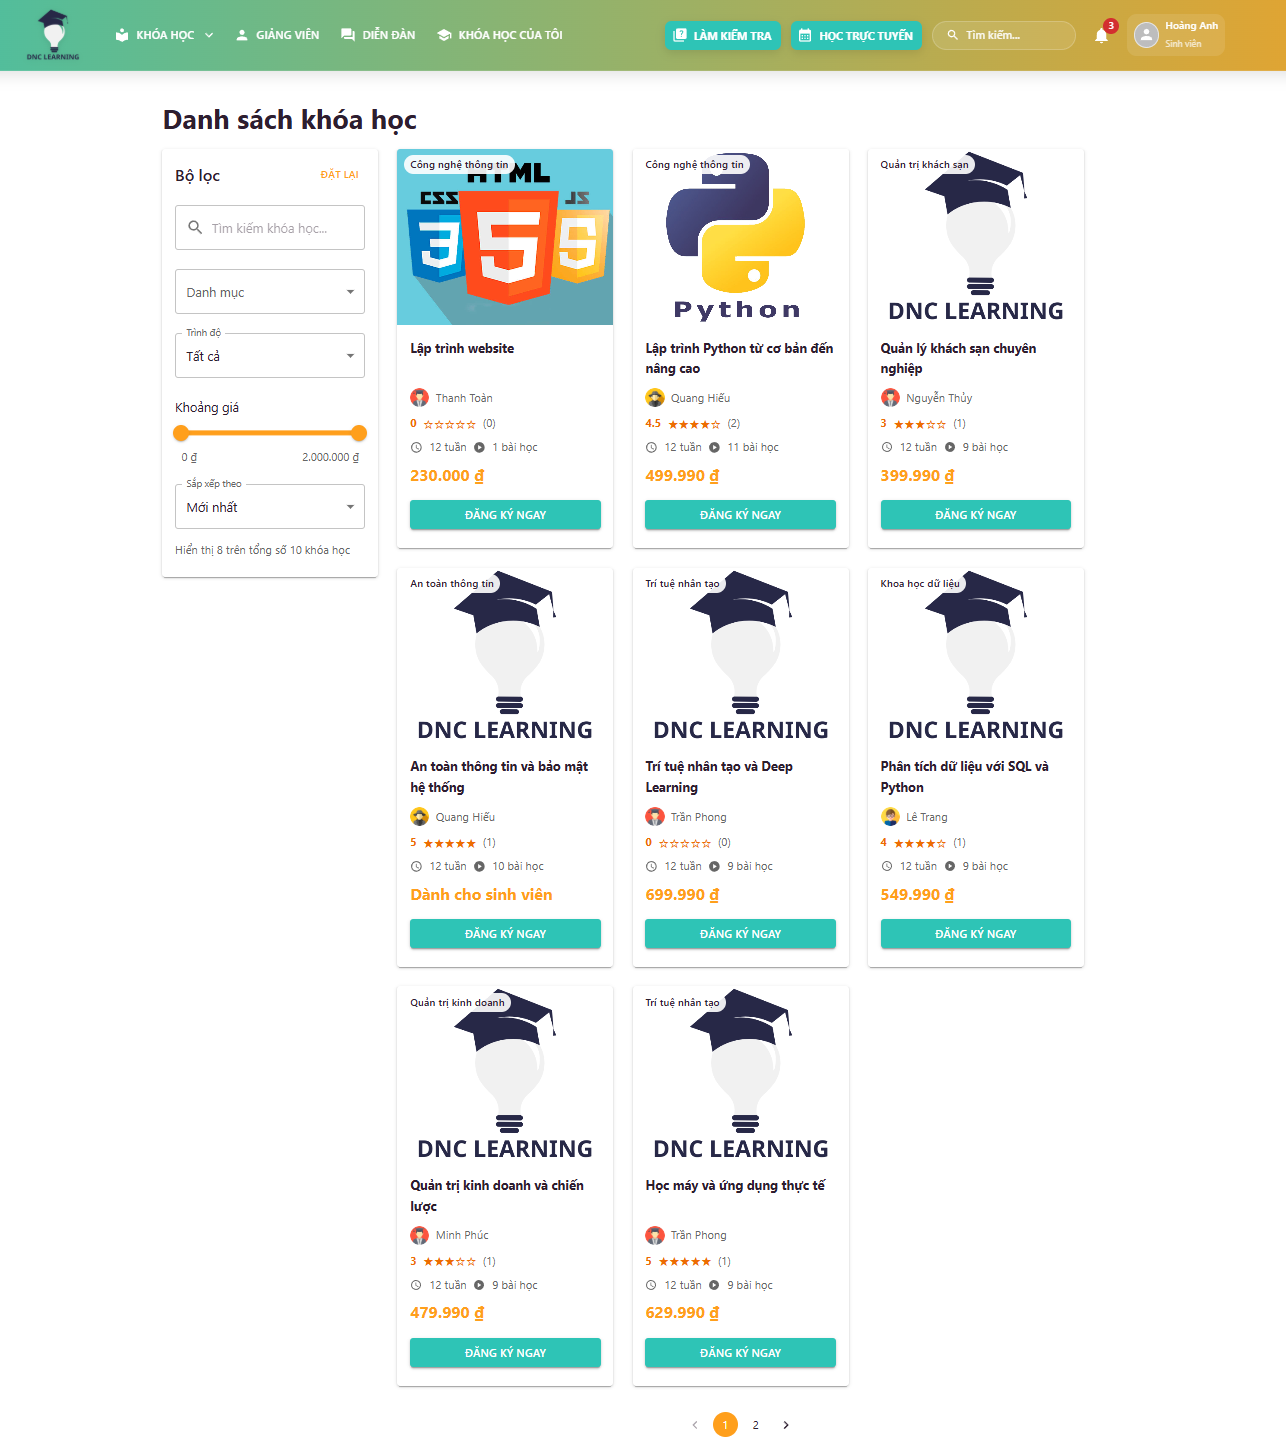 DNC LEARNING
KHÓA HỌC
GIẢNG VIÊN
DIỄN ĐÀN
KHÓA HỌC CỦA TÔI
LÀM KIỂM TRA
HỌC TRỰC TUYẾN
Tìm kiếm...
3
Hoảng Anh
Sinh viên
Danh sách khóa học
Bộ lọc
ĐẶT LẠI
Tìm kiếm khóa học...
Danh mục
Trình độ
Tất cả
Khoảng giá
0 ₫
2.000.000 ₫
Sắp xếp theo
Mới nhất
Hiển thị 8 trên tổng số 10 khóa học
Công nghệ thông tin
HTML
CSS
JS
3
5
5
Lập trình website
Thanh Toản
0
(0)
12 tuần
1 bài học
230.000 ₫
ĐĂNG KÝ NGAY
Công nghệ thông tin
Python
Lập trình Python từ cơ bản đến
nâng cao
Quang Hiếu
4.5
(2)
12 tuần
11 bài học
499.990 ₫
ĐĂNG KÝ NGAY
Quản trị khách sạn
DNC LEARNING
Quản lý khách sạn chuyên
nghiệp
Nguyễn Thủy
3
(1)
12 tuần
9 bài học
399.990 ₫
ĐĂNG KÝ NGAY
An toàn thông tin
DNC LEARNING
An toàn thông tin và bảo mật
hệ thống
Quang Hiếu
5
(1)
12 tuần
10 bài học
Dành cho sinh viên
ĐĂNG KÝ NGAY
Trí tuệ nhân tạo
DNC LEARNING
Trí tuệ nhân tạo và Deep
Learning
Trần Phong
0
(0)
12 tuần
9 bài học
699.990 ₫
ĐĂNG KÝ NGAY
Khoa học dữ liệu
DNC LEARNING
Phân tích dữ liệu với SQL và
Python
Lê Trang
4
(1)
12 tuần
9 bài học
549.990 ₫
ĐĂNG KÝ NGAY
Quản trị kinh doanh
DNC LEARNING
Quản trị kinh doanh và chiến
lược
Minh Phúc
3
(1)
12 tuần
9 bài học
479.990 ₫
ĐĂNG KÝ NGAY
Trí tuệ nhân tạo
DNC LEARNING
Học máy và ứng dụng thực tế
Trần Phong
5
(1)
12 tuần
9 bài học
629.990 ₫
ĐĂNG KÝ NGAY
1
2